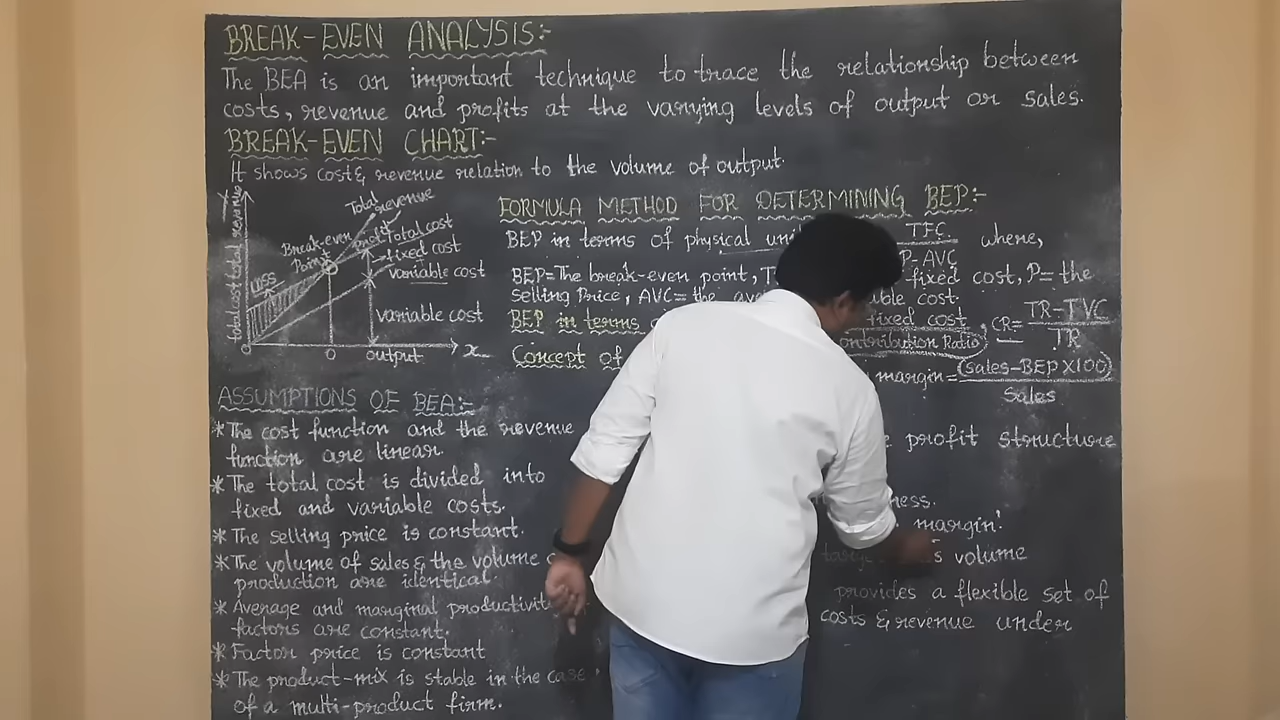 BREAK-EVEN ANALYSIS:-
The BEA is an important technique to trace the relationship between
costs, revenue and profits at the varying levels of output or sales.
BREAK-EVEN CHART:-
It shows cost & revenue relation to the volume of output.
Y
total cost total revenue
Total revenue
Break-even Point
Profit
Total cost
fixed cost
variable cost
LOSS
variable cost
0
0
output
x
FORMULA METHOD FOR DETERMINING BEP:-
BEP in terms of physical TFC where,
P-AVC
BEP=The break-even point, fixed cost, P= the
selling Price, AVC= the cost.
BEP in terms fixed cost, CR= TR-TVC
Ratio TR
Concept of margin= (Sales-BEP X100)
Sales
ASSUMPTIONS OF BEA:-
* The cost function and the revenue
function are linear.
* The total cost is divided into
fixed and variable costs.
* The selling price is constant.
* The volume of sales & the volume
production are identical.
* Average and marginal
factors are constant.
* Factor price is constant
* The product-mix is stable in the case
of a multi-product firm.
profit structure
margin'.
volume
provides a flexible set of
costs & revenue under